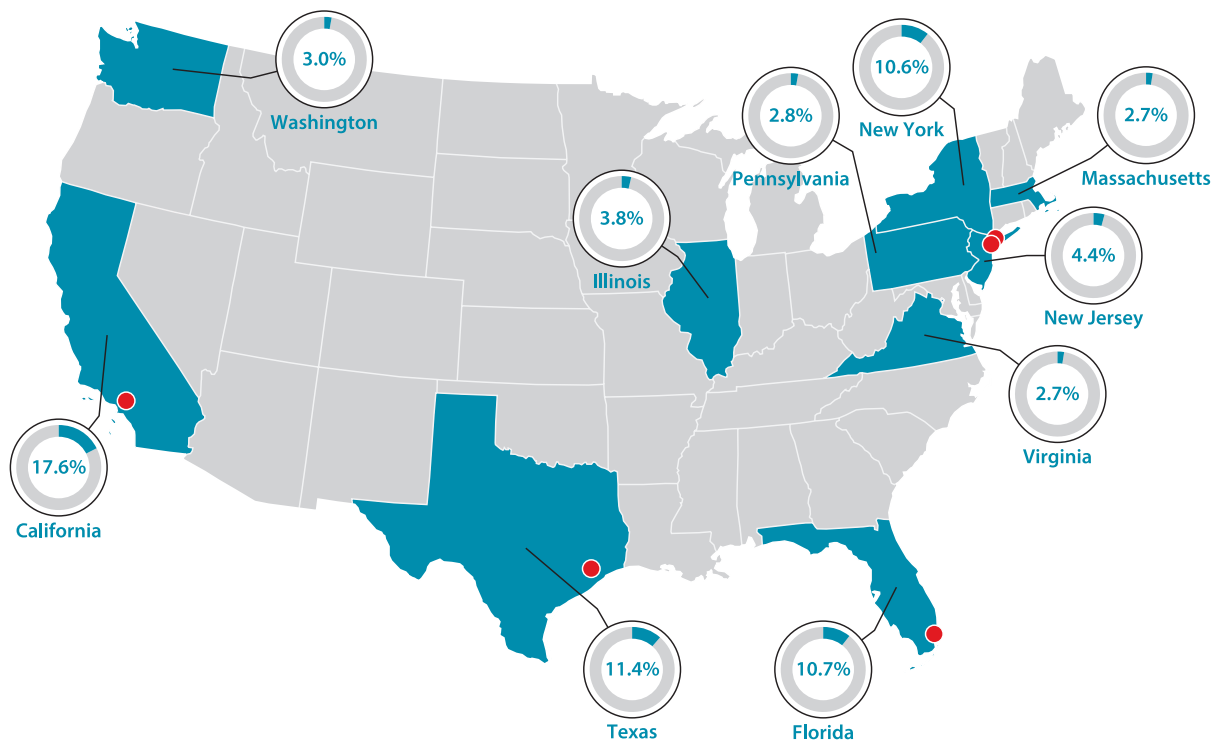 3.0%
Washington
10.6%
New York
2.8%
Pennsylvania
2.7%
Massachusetts
3.8%
Illinois
4.4%
New Jersey
2.7%
Virginia
17.6%
California
11.4%
Texas
10.7%
Florida